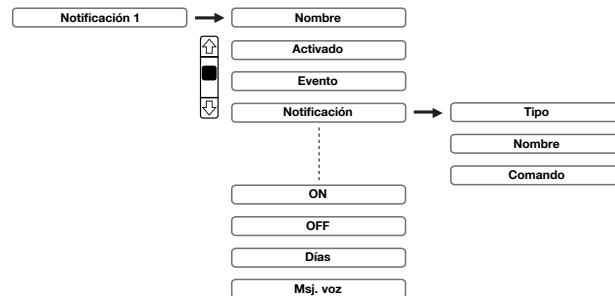 Notificación 1
Nombre
Activado
Evento
Notificación
Tipo
Nombre
Comando
ON
OFF
Días
Msj. voz